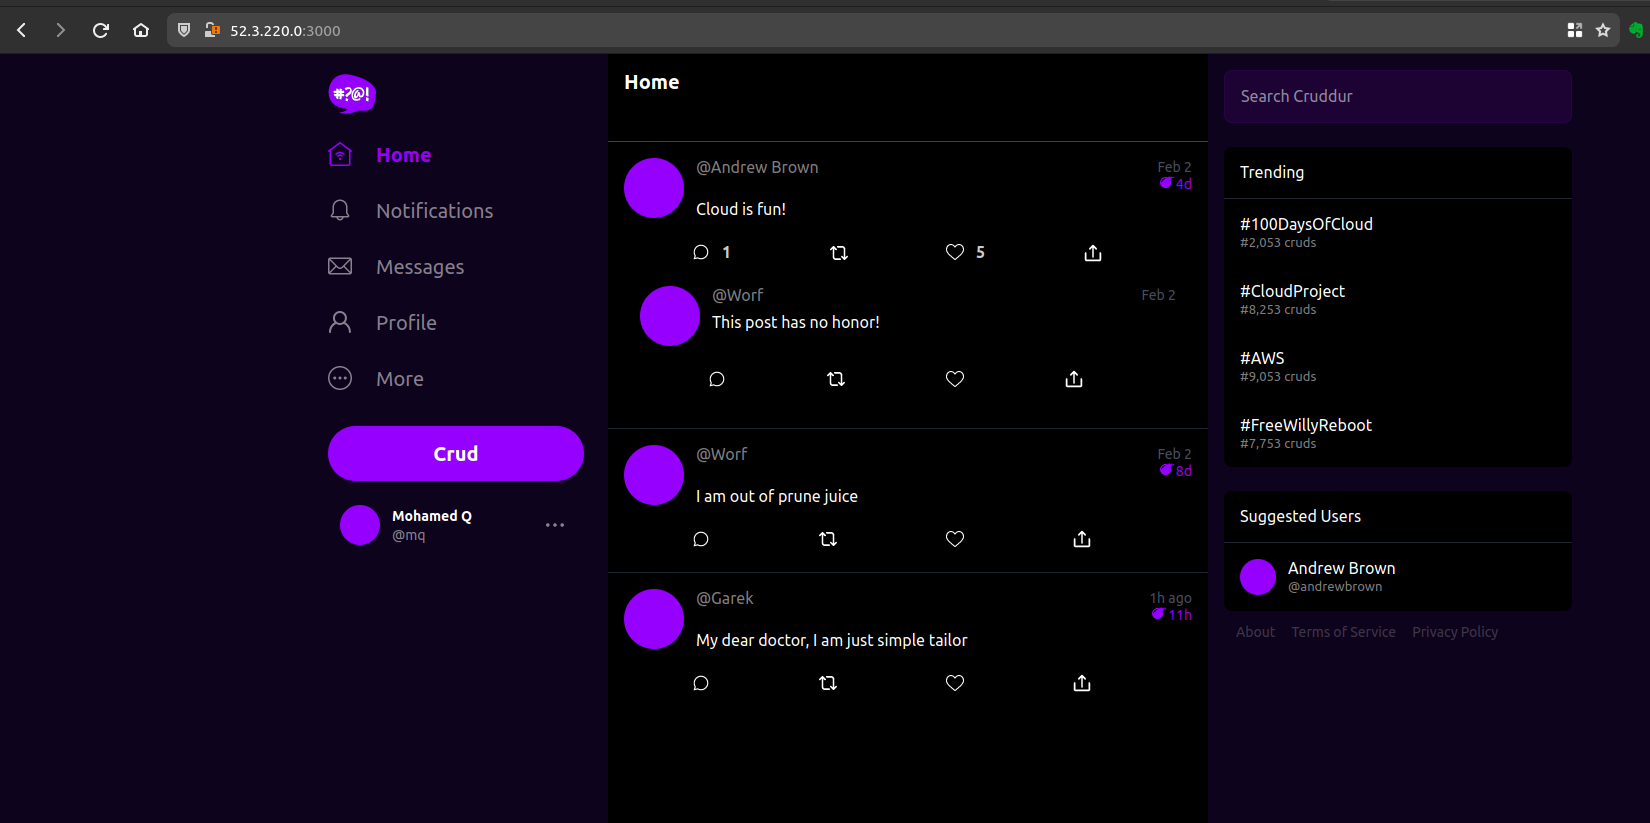 52.3.220.0:3000
#?@!
Home
Notifications
Messages
Profile
More
Crud
Mohamed Q
@mq
Home
@Andrew Brown
Feb 2
4d
Cloud is fun!
1
5
@Worf
Feb 2
This post has no honor!
@Worf
Feb 2
8d
I am out of prune juice
@Garek
1h ago
11h
My dear doctor, I am just simple tailor
Search Cruddur
Trending
#100DaysOfCloud
#2,053 cruds
#CloudProject
#8,253 cruds
#AWS
#9,053 cruds
#FreeWillyReboot
#7,753 cruds
Suggested Users
Andrew Brown
@andrewbrown
About Terms of Service Privacy Policy